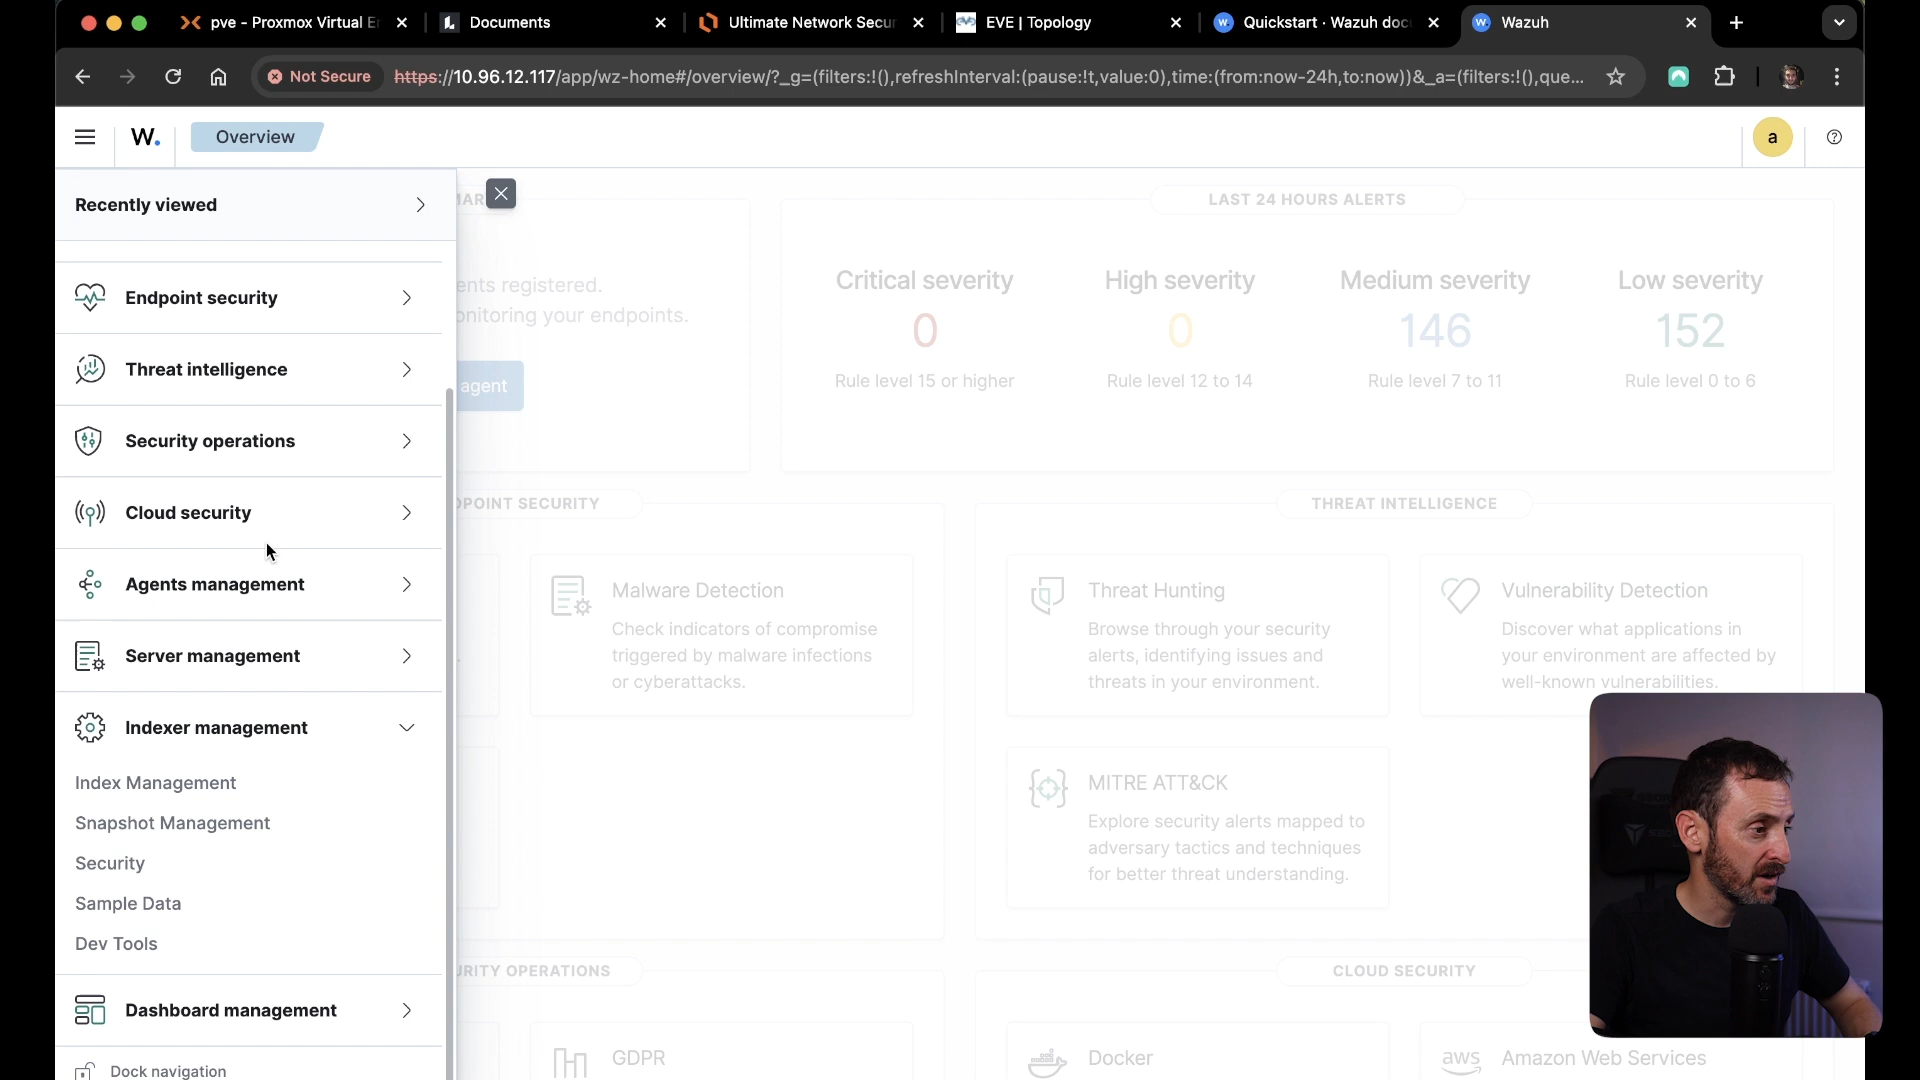 pve - Proxmox Virtual E
Documents
Ultimate Network Secur
EVE | Topology
Quickstart · Wazuh doc
Wazuh
Not Secure
https://10.96.12.117/app/wz-home#/overview/?_g=(filters:!(),refreshInterval:(pause:!t,value:0),time:(from:now-24h,to:now))&_a=(filters:!(),que...
W.
Overview
a
Recently viewed
LAST 24 HOURS ALERTS
Endpoint security
ents registered.
onitoring your endpoints.
Critical severity
0
Rule level 15 or higher
High severity
0
Rule level 12 to 14
Medium severity
146
Rule level 7 to 11
Low severity
152
Rule level 0 to 6
Threat intelligence
agent
Security operations
Cloud security
Agents management
Server management
Indexer management
Index Management
Snapshot Management
Security
Sample Data
Dev Tools
Dashboard management
Dock navigation
POINT SECURITY
Malware Detection
Check indicators of compromise
triggered by malware infections
or cyberattacks.
THREAT INTELLIGENCE
Threat Hunting
Browse through your security
alerts, identifying issues and
threats in your environment.
Vulnerability Detection
Discover what applications in
your environment are affected by
well-known vulnerabilities.
MITRE ATT&CK
Explore security alerts mapped to
adversary tactics and techniques
for better threat understanding.
URITY OPERATIONS
GDPR
CLOUD SECURITY
Docker
aws
Amazon Web Services